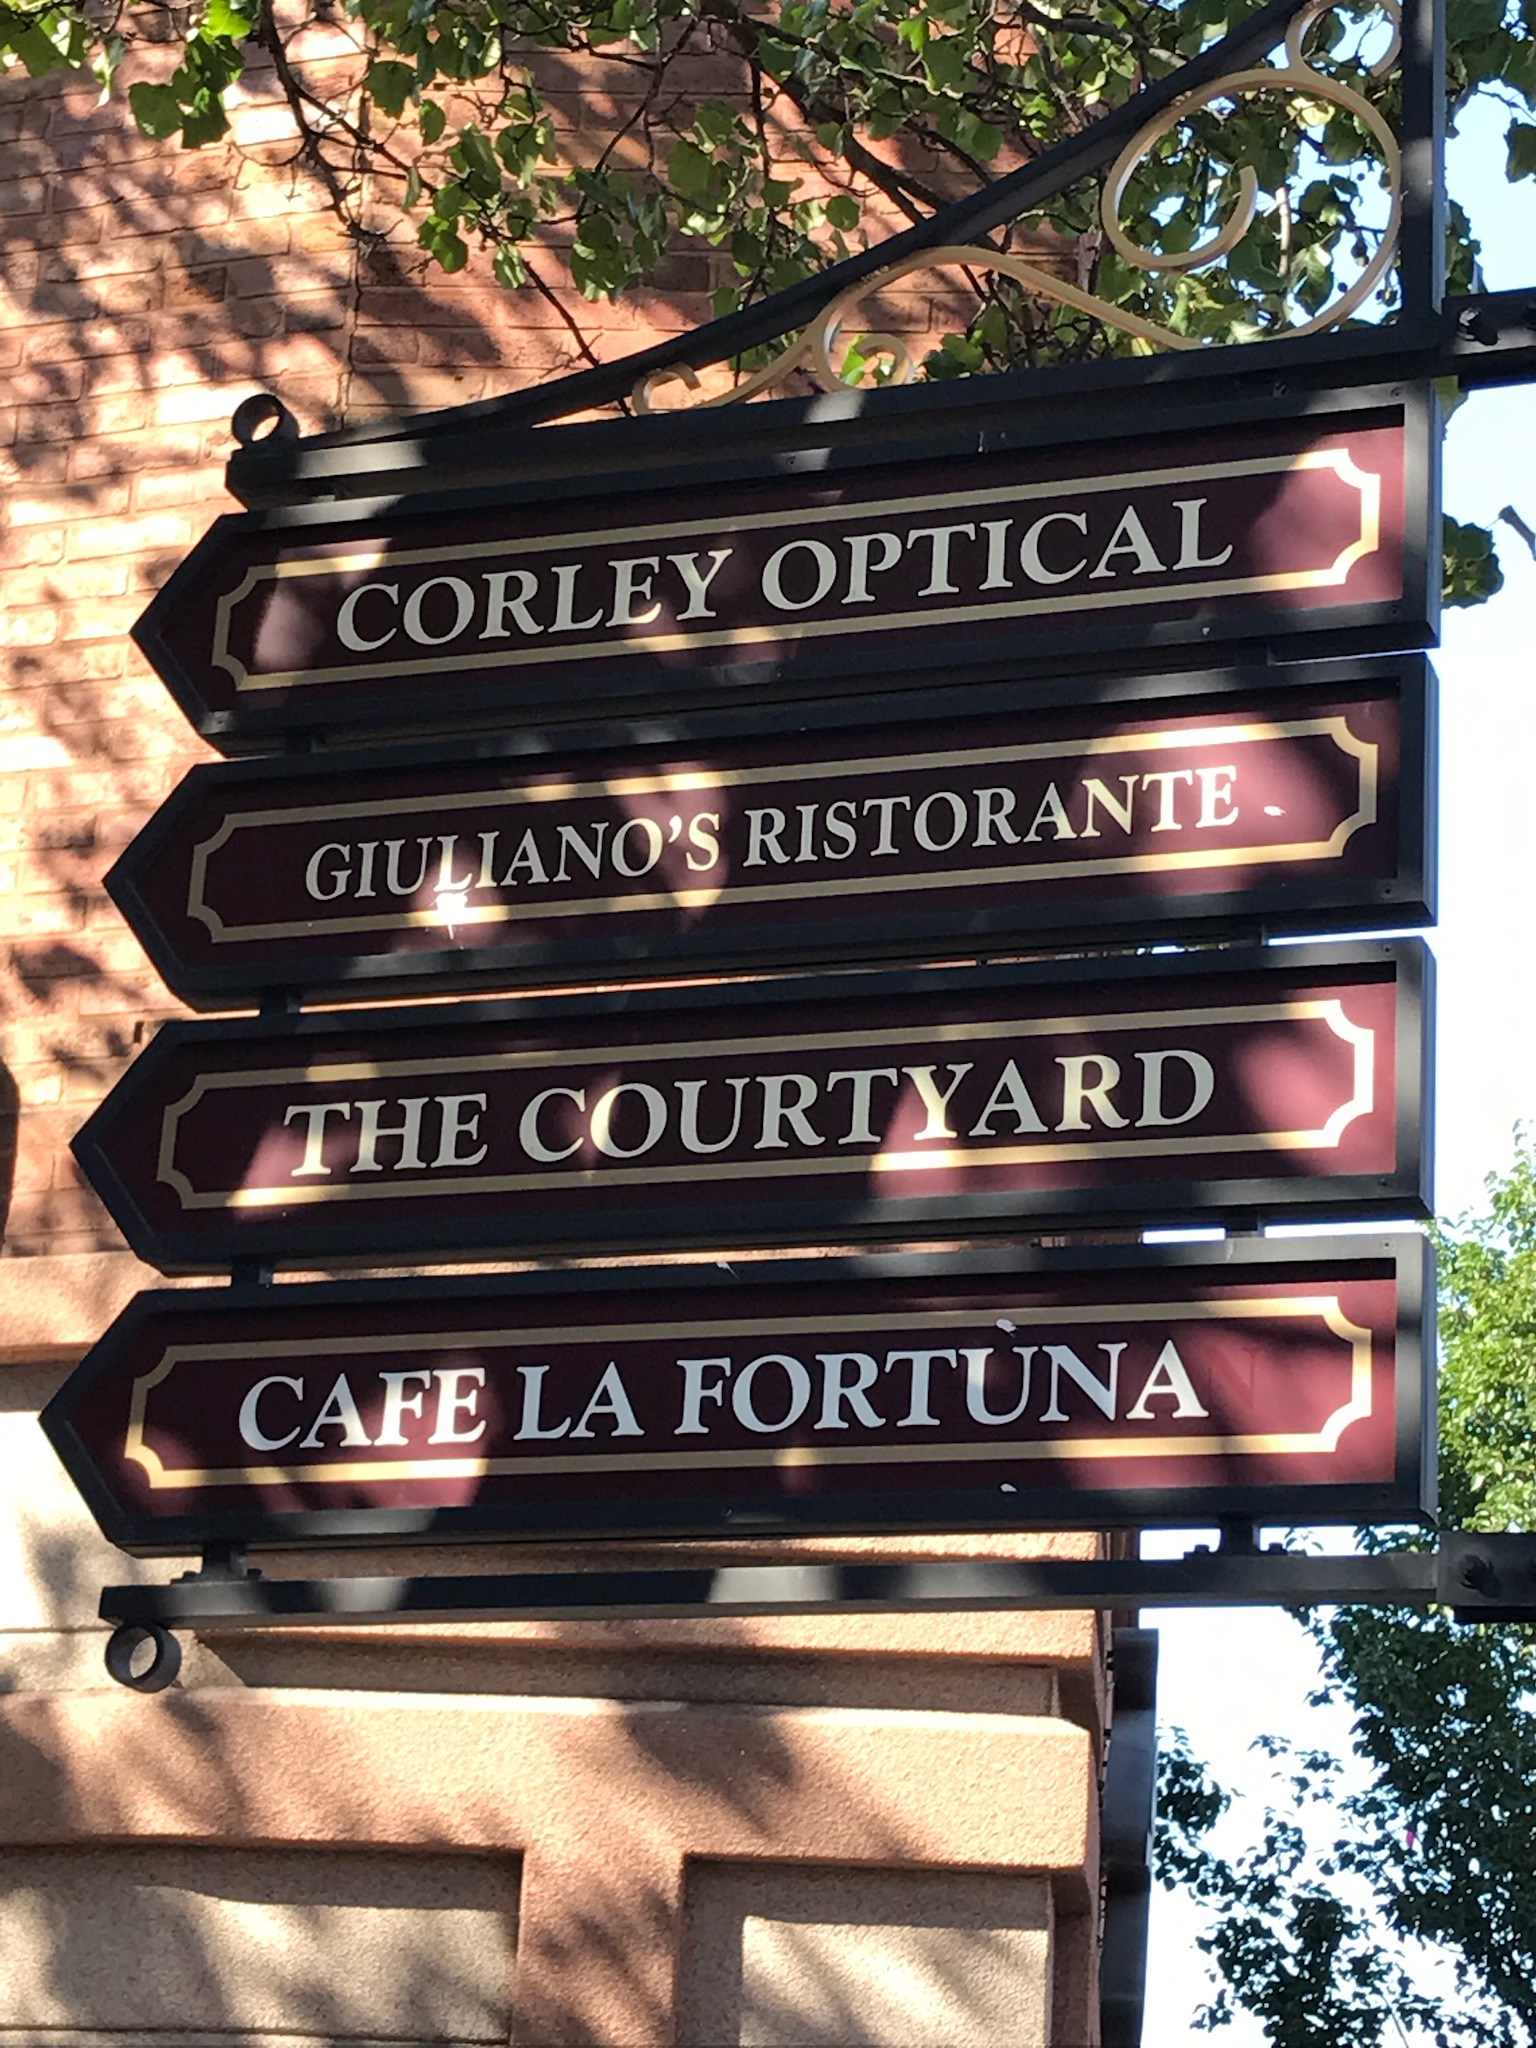 CORLEY OPTICAL
GIULIANO'S RISTORANTE
THE COURTYARD
CAFE LA FORTUNA